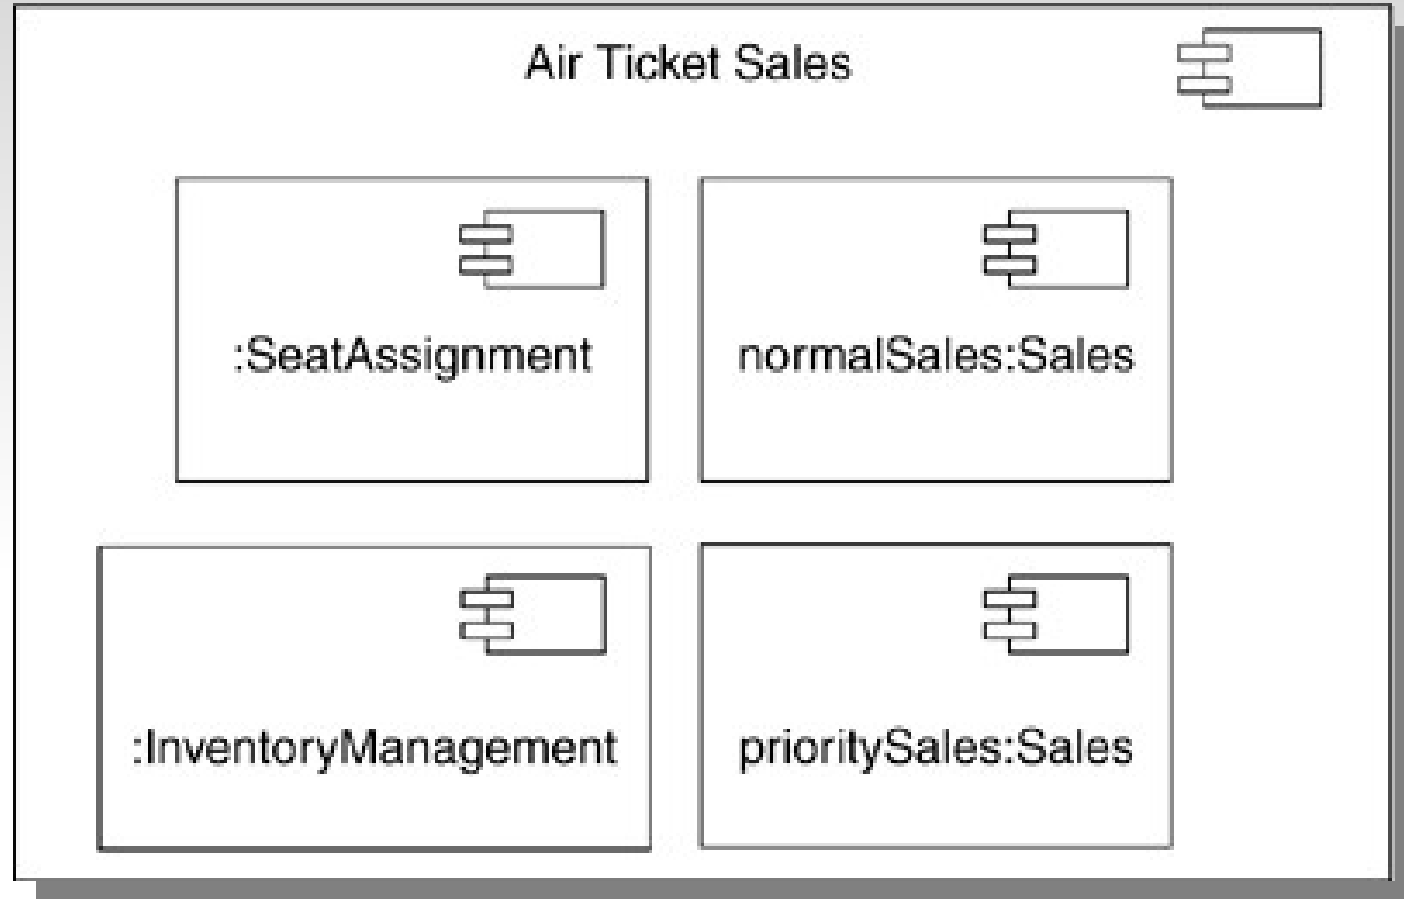 Air Ticket Sales
:SeatAssignment
normalSales:Sales
:InventoryManagement
prioritySales:Sales